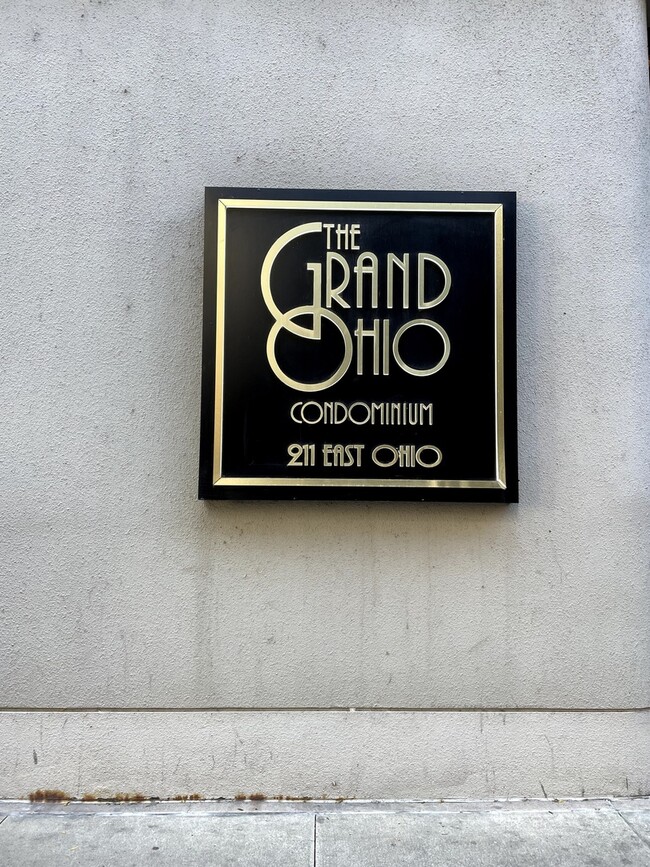 THE
GRAND
OHIO
CONDOMINIUM
211 EAST OHIO